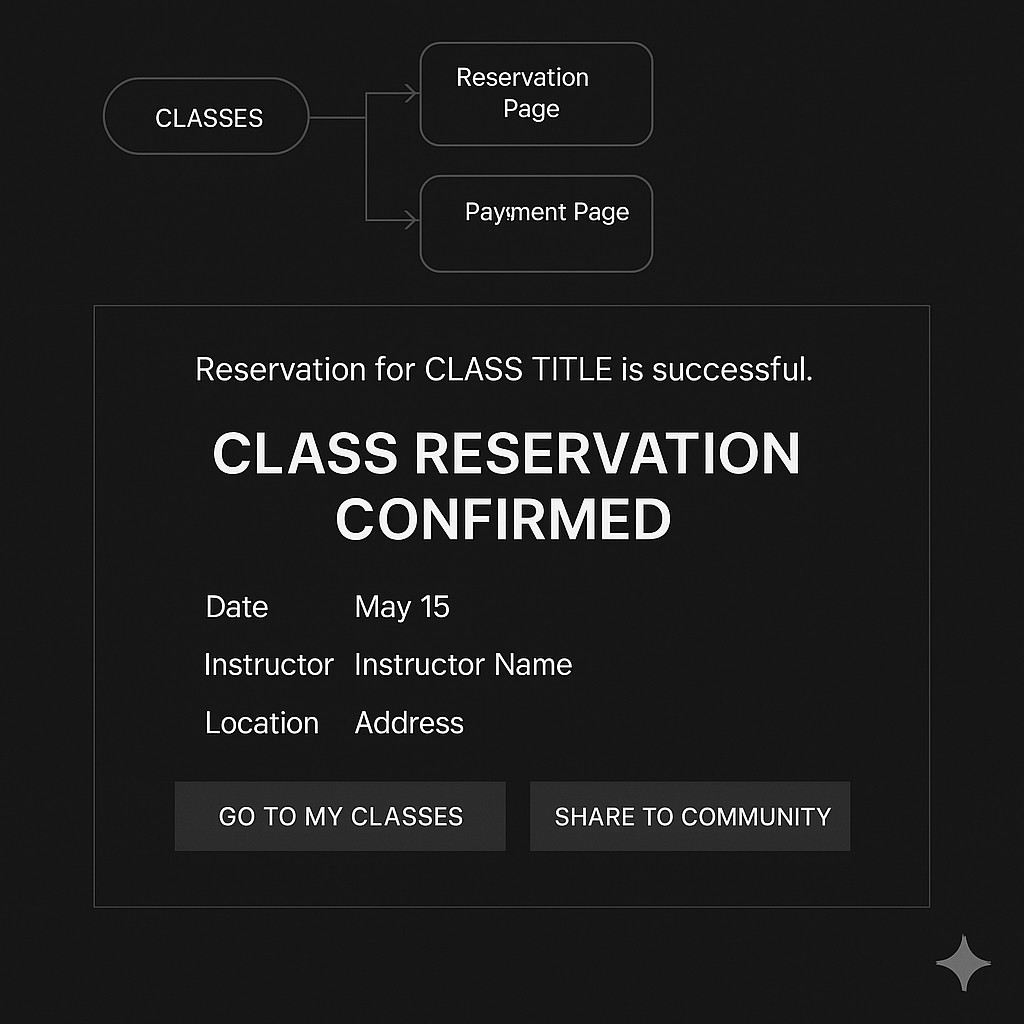 CLASSES
Reservation
Page
Payment Page
Reservation for CLASS TITLE is successful.
CLASS RESERVATION
CONFIRMED
Date May 15
Instructor Instructor Name
Location Address
GO TO MY CLASSES
SHARE TO COMMUNITY